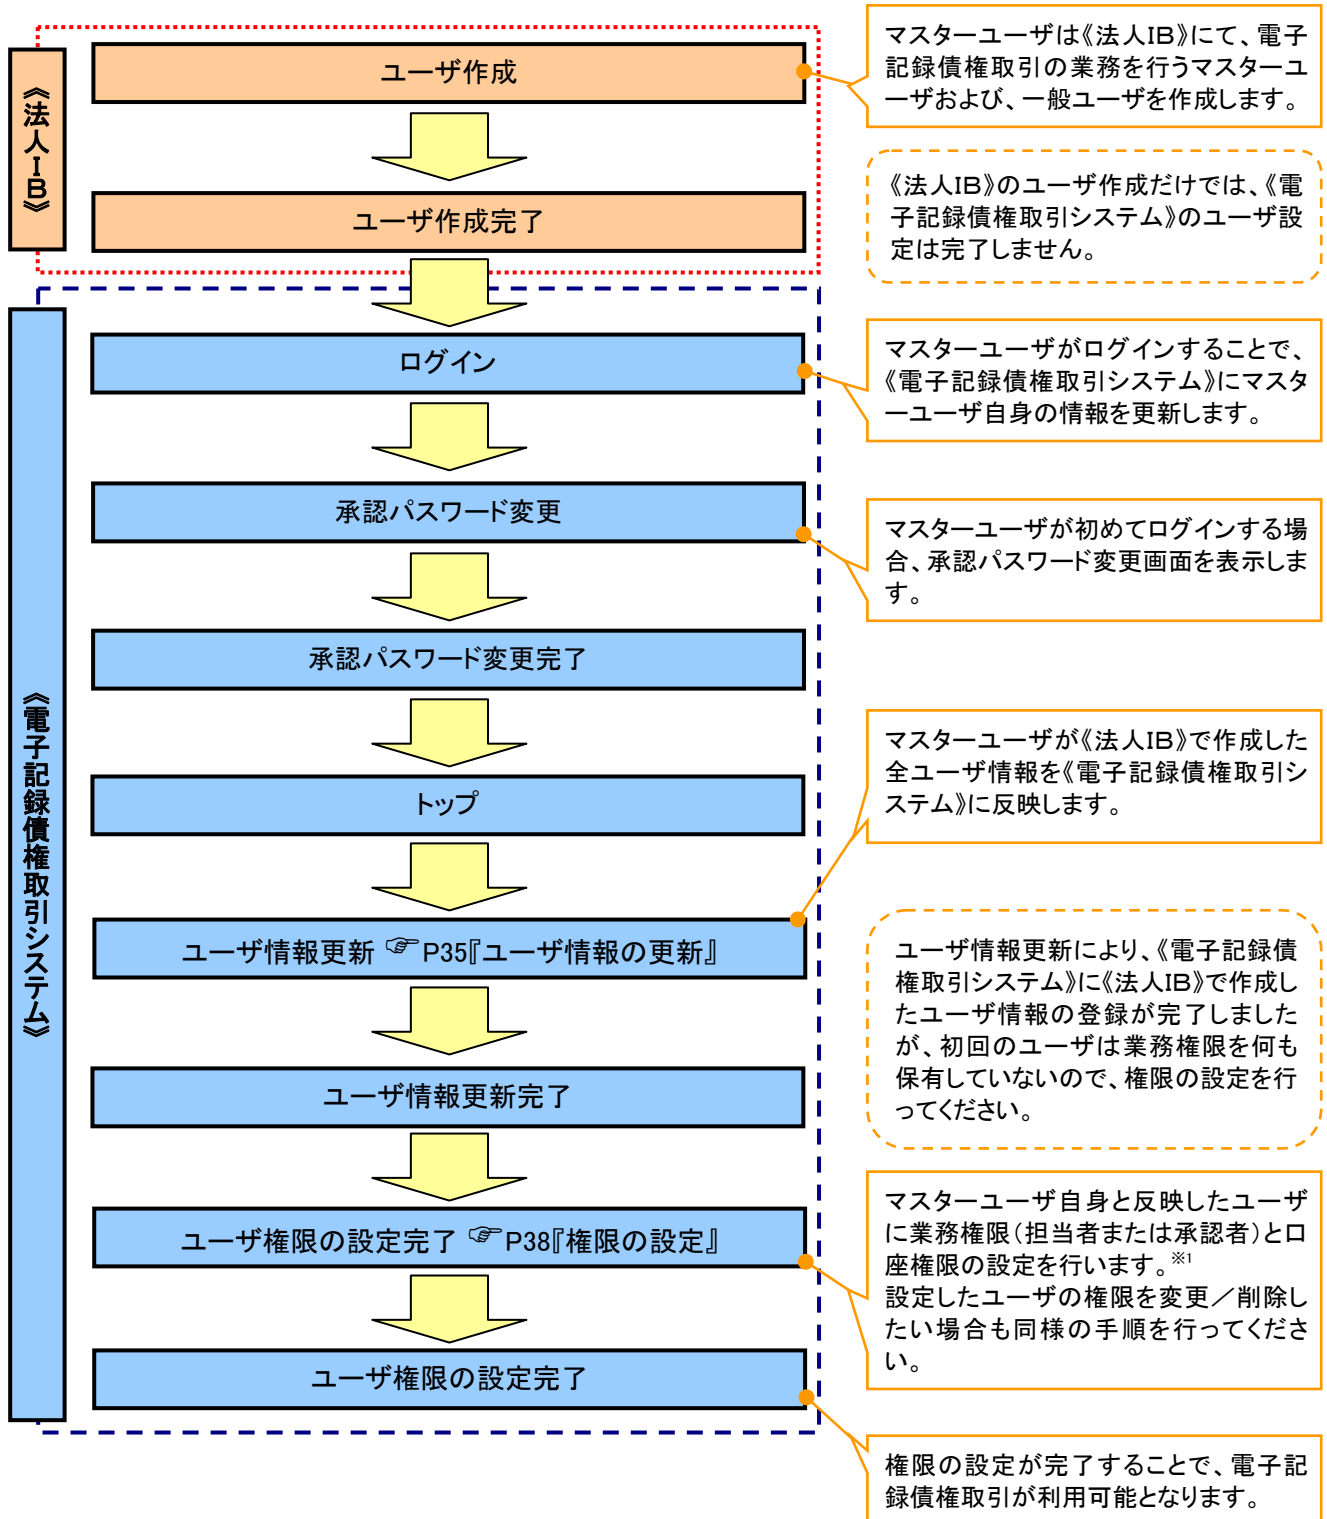 《法人IB》
ユーザ作成
マスターユーザは《法人IB》にて、電子
記録債権取引の業務を行うマスターユ
ーザおよび、一般ユーザを作成します。
《法人IB》のユーザ作成だけでは、《電
子記録債権取引システム》のユーザ設
定は完了しません。
ユーザ作成完了
《電子記録債権取引システム》
ログイン
マスターユーザがログインすることで、
《電子記録債権取引システム》にマスタ
ーユーザ自身の情報を更新します。
承認パスワード変更
マスターユーザが初めてログインする場
合、承認パスワード変更画面を表示しま
す。
承認パスワード変更完了
トップ
マスターユーザが《法人IB》で作成した
全ユーザ情報を《電子記録債権取引シ
ステム》に反映します。
ユーザ情報更新 ☞P35『ユーザ情報の更新』
ユーザ情報更新により、《電子記録債
権取引システム》に《法人IB》で作成し
たユーザ情報の登録が完了しました
が、初回のユーザは業務権限を何も
保有していないので、権限の設定を行
ってください。
ユーザ情報更新完了
ユーザ権限の設定完了 ☞P38『権限の設定』
マスターユーザ自身と反映したユーザ
に業務権限(担当者または承認者)と口
座権限の設定を行います。※1
設定したユーザの権限を変更／削除し
たい場合も同様の手順を行ってくださ
い。
ユーザ権限の設定完了
権限の設定が完了することで、電子記
録債権取引が利用可能となります。